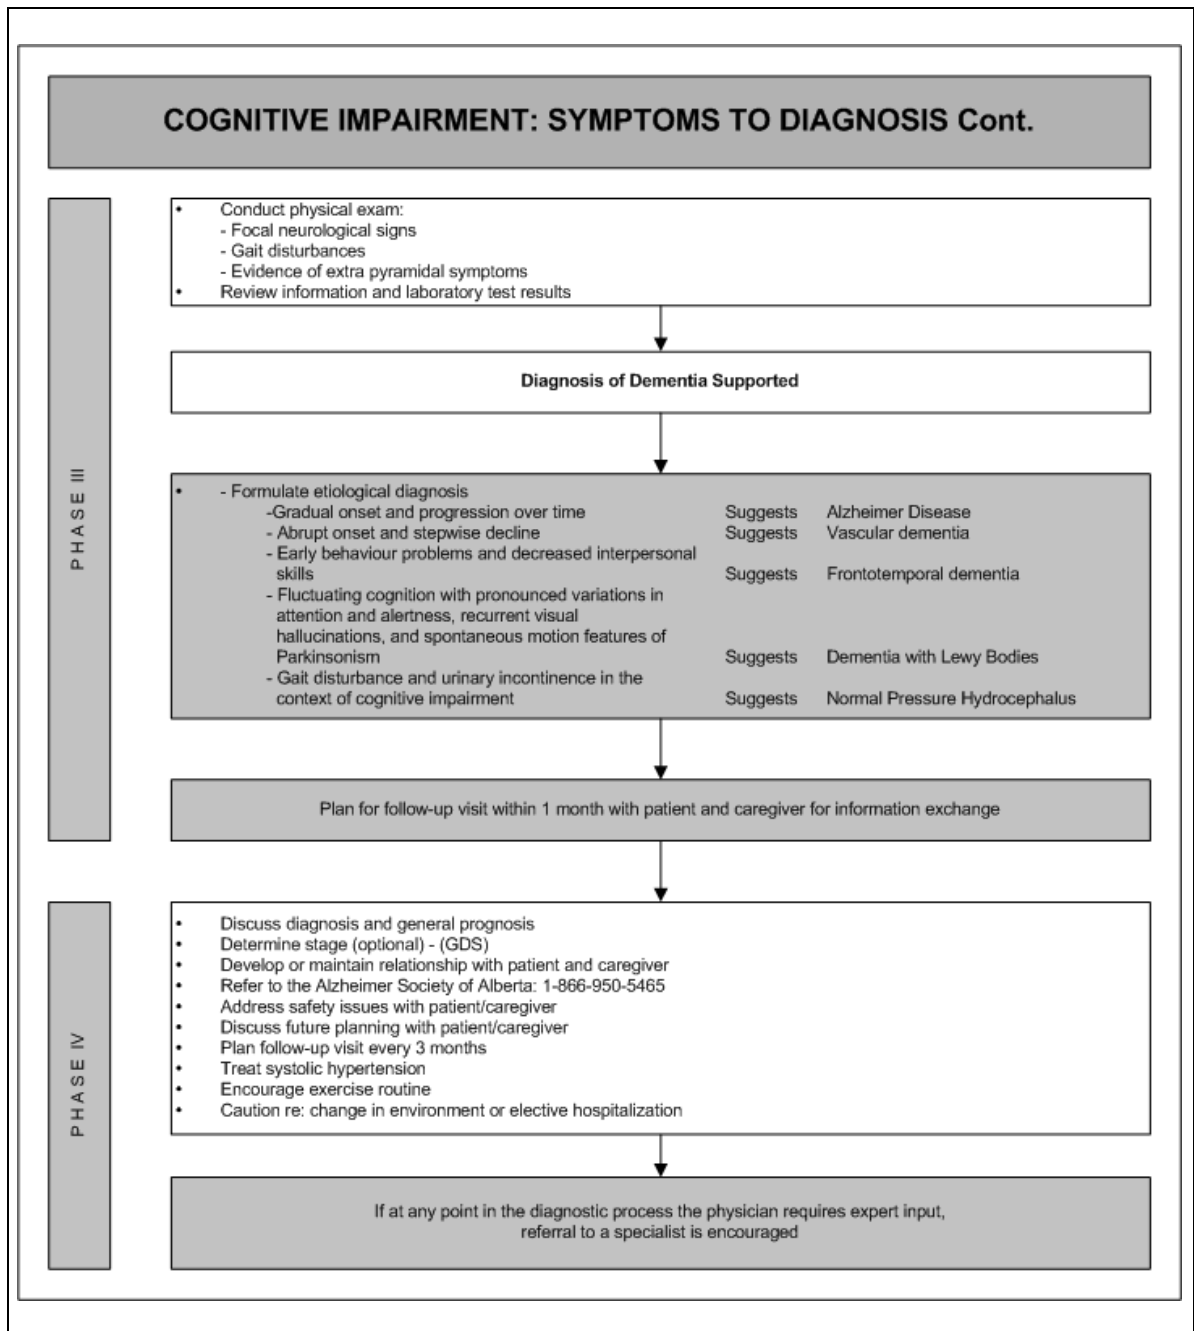 COGNITIVE IMPAIRMENT: SYMPTOMS TO DIAGNOSIS Cont.
PHASE III
• Conduct physical exam:
- Focal neurological signs
- Gait disturbances
- Evidence of extra pyramidal symptoms
• Review information and laboratory test results
Diagnosis of Dementia Supported
• - Formulate etiological diagnosis
-Gradual onset and progression over time Suggests Alzheimer Disease
- Abrupt onset and stepwise decline Suggests Vascular dementia
- Early behaviour problems and decreased interpersonal
skills Suggests Frontotemporal dementia
- Fluctuating cognition with pronounced variations in
attention and alertness, recurrent visual
hallucinations, and spontaneous motion features of
Parkinsonism Suggests Dementia with Lewy Bodies
- Gait disturbance and urinary incontinence in the
context of cognitive impairment Suggests Normal Pressure Hydrocephalus
Plan for follow-up visit within 1 month with patient and caregiver for information exchange
PHASE IV
• Discuss diagnosis and general prognosis
• Determine stage (optional) - (GDS)
• Develop or maintain relationship with patient and caregiver
• Refer to the Alzheimer Society of Alberta: 1-866-950-5465
• Address safety issues with patient/caregiver
• Discuss future planning with patient/caregiver
• Plan follow-up visit every 3 months
• Treat systolic hypertension
• Encourage exercise routine
• Caution re: change in environment or elective hospitalization
If at any point in the diagnostic process the physician requires expert input,
referral to a specialist is encouraged